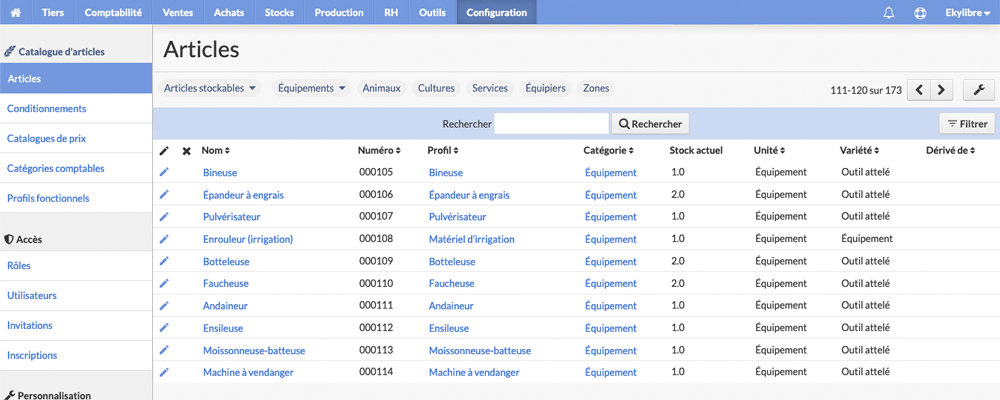 Tiers Comptabilité Ventes Achats Stocks Production RH Outils Configuration Ekylibre
Catalogue d'articles
Articles
Conditionnements
Catalogues de prix
Catégories comptables
Profils fonctionnels
Accès
Rôles
Utilisateurs
Invitations
Inscriptions
Personnalisation
Articles
Articles stockables Équipements Animaux Cultures Services Équipiers Zones 111-120 sur 173
Rechercher Rechercher Filtrer
Nom Numéro Profil Catégorie Stock actuel Unité Variété Dérivé de
Bineuse 000105 Bineuse Équipement 1.0 Équipement Outil attelé
Épandeur à engrais 000106 Épandeur à engrais Équipement 2.0 Équipement Outil attelé
Pulvérisateur 000107 Pulvérisateur Équipement 1.0 Équipement Outil attelé
Enrouleur (irrigation) 000108 Matériel d'irrigation Équipement 1.0 Équipement Équipement
Botteleuse 000109 Botteleuse Équipement 2.0 Équipement Outil attelé
Faucheuse 000110 Faucheuse Équipement 2.0 Équipement Outil attelé
Andaineur 000111 Andaineur Équipement 1.0 Équipement Outil attelé
Ensileuse 000112 Ensileuse Équipement 1.0 Équipement Outil attelé
Moissonneuse-batteuse 000113 Moissonneuse-batteuse Équipement 1.0 Équipement Outil attelé
Machine à vendanger 000114 Machine à vendanger Équipement 1.0 Équipement Outil attelé